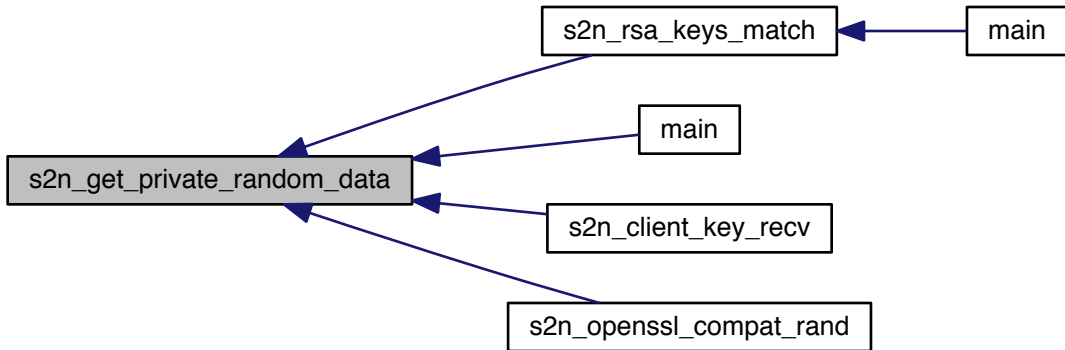 s2n_rsa_keys_match
main
main
s2n_get_private_random_data
s2n_client_key_recv
s2n_openssl_compat_rand